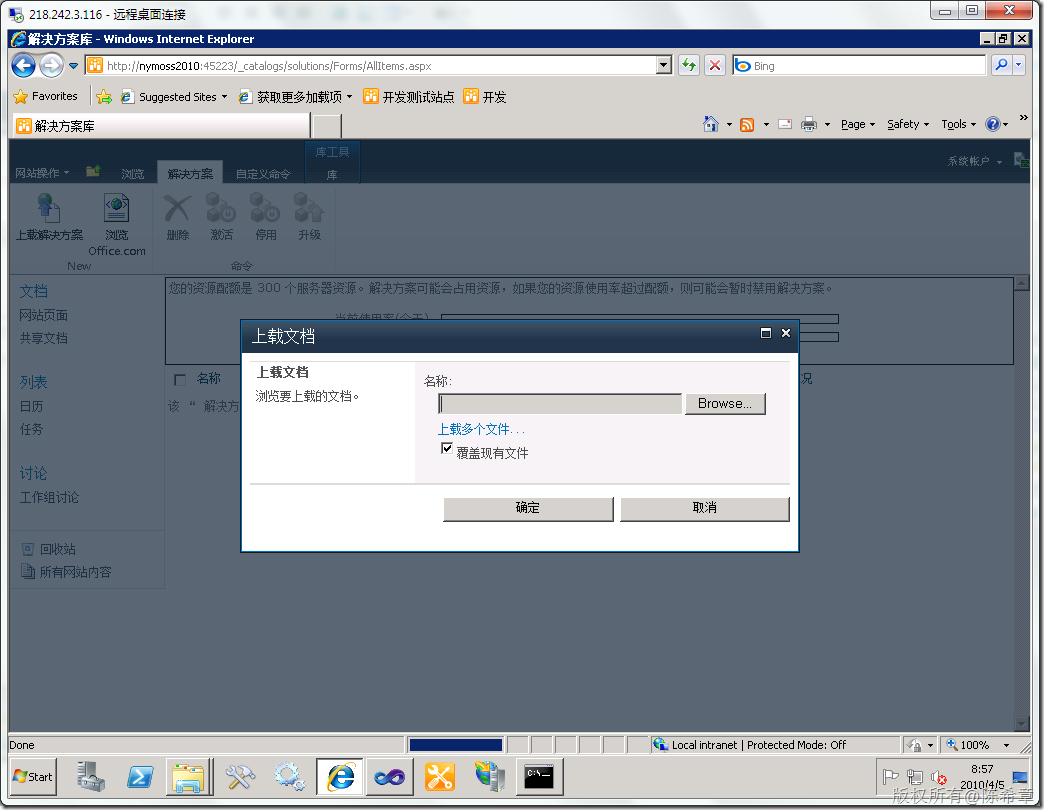 218.242.3.116 - 远程桌面连接
解决方案库 - Windows Internet Explorer
http://nymoss2010:45223/_catalogs/solutions/Forms/AllItems.aspx
Bing
Favorites
Suggested Sites
获取更多加载项
开发测试站点
开发
解决方案库
Page
Safety
Tools
»
库工具
系统帐户
网站操作
浏览
解决方案
自定义命令
库
上载解决方案
浏览
Office.com
删除
激活
停用
升级
New
命令
文档
网站页面
共享文档
列表
日历
任务
讨论
工作组讨论
回收站
所有网站内容
您的资源配额是 300 个服务器资源。解决方案可能会占用资源，如果您的资源使用率超过配额，则可能会暂时禁用解决方案。
当前使用率(今天)
名称
况
该 “ 解决方
上载文档
上载文档
浏览要上载的文档。
名称:
Browse...
上载多个文件...
覆盖现有文件
确定
取消
Done
Local intranet | Protected Mode: Off
100%
Start
C:\_
8:57
2010/4/5
版权所有@陈希章